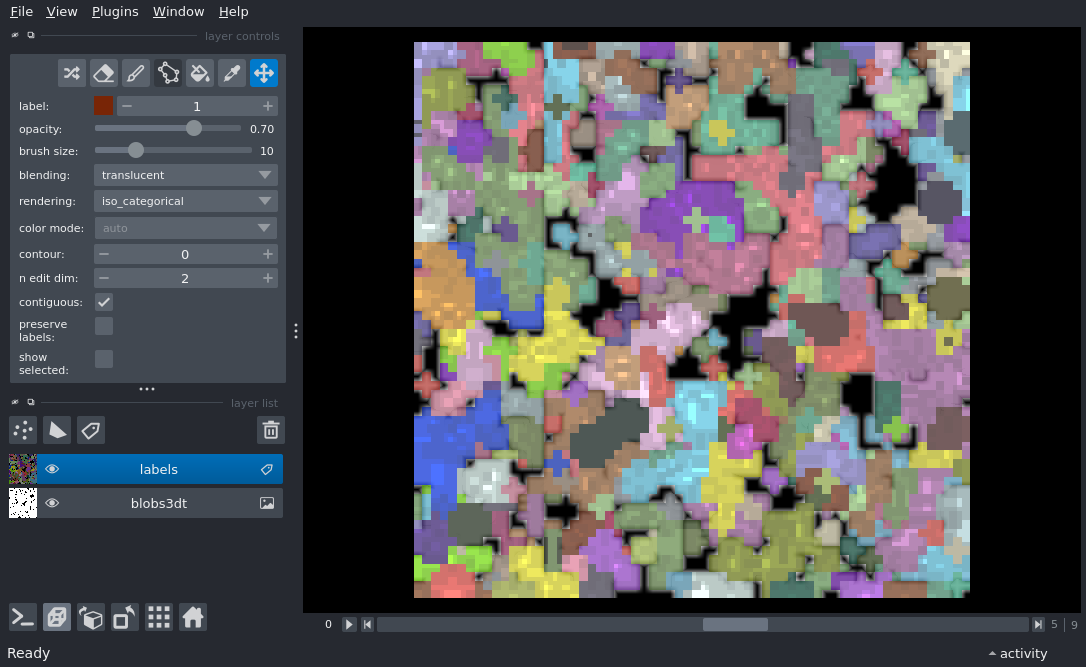 File View Plugins Window Help
layer controls
label: 1
opacity: 0.70
brush size: 10
blending: translucent
rendering: iso_categorical
color mode: auto
contour: 0
n edit dim: 2
contiguous:
preserve
labels:
show
selected:
layer list
labels
blobs3dt
0 5 9
Ready activity